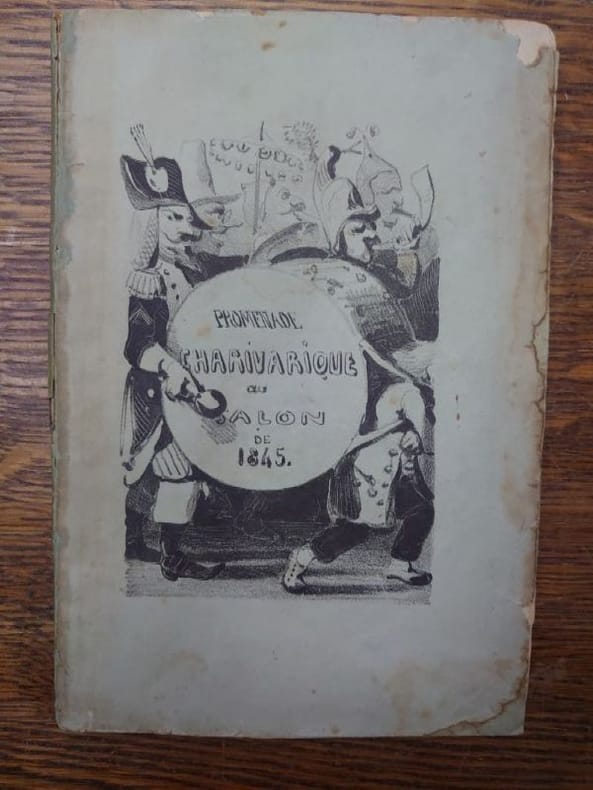 PROMENADE
CHARIVARIQUE
au
SALON
DE
1845.